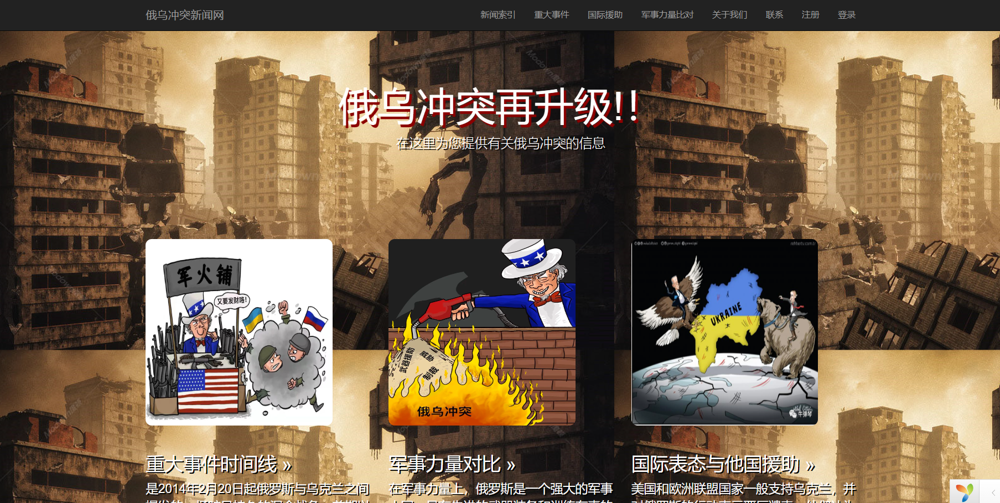 俄乌冲突新闻网
新闻索引 重大事件 国际援助 军事力量比对 关于我们 联系 注册 登录
俄乌冲突再升级!!
在这里为您提供有关俄乌冲突的信息
军火铺
又要发财咯!
武器援助
威胁
制裁
俄乌冲突
rehbertv.com.tr
UKRAINE
牛弹琴
重大事件时间线 »
军事力量对比 »
国际表态与他国援助 »
是2014年2月20日起俄罗斯与乌克兰之间
在军事力量上，俄罗斯是一个强大的军事
美国和欧洲联盟国家一般支持乌克兰，并